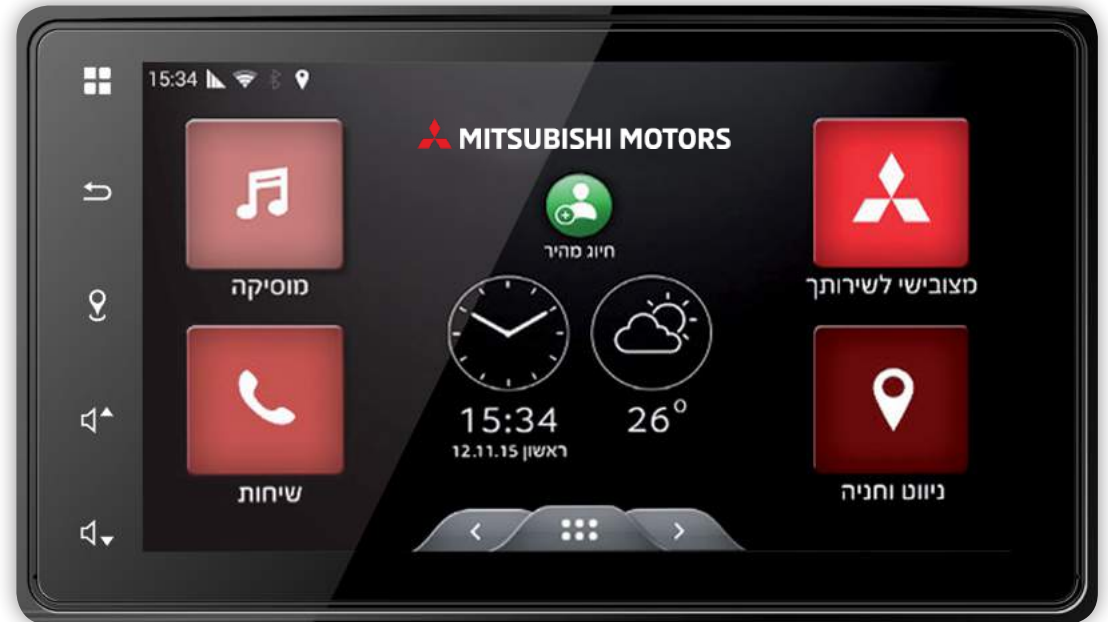 15:34
MITSUBISHI MOTORS
חיוג מהיר
מוסיקה
מצובישי לשירותך
15:34
26°
ראשון 12.11.15
שיחות
ניווט וחניה